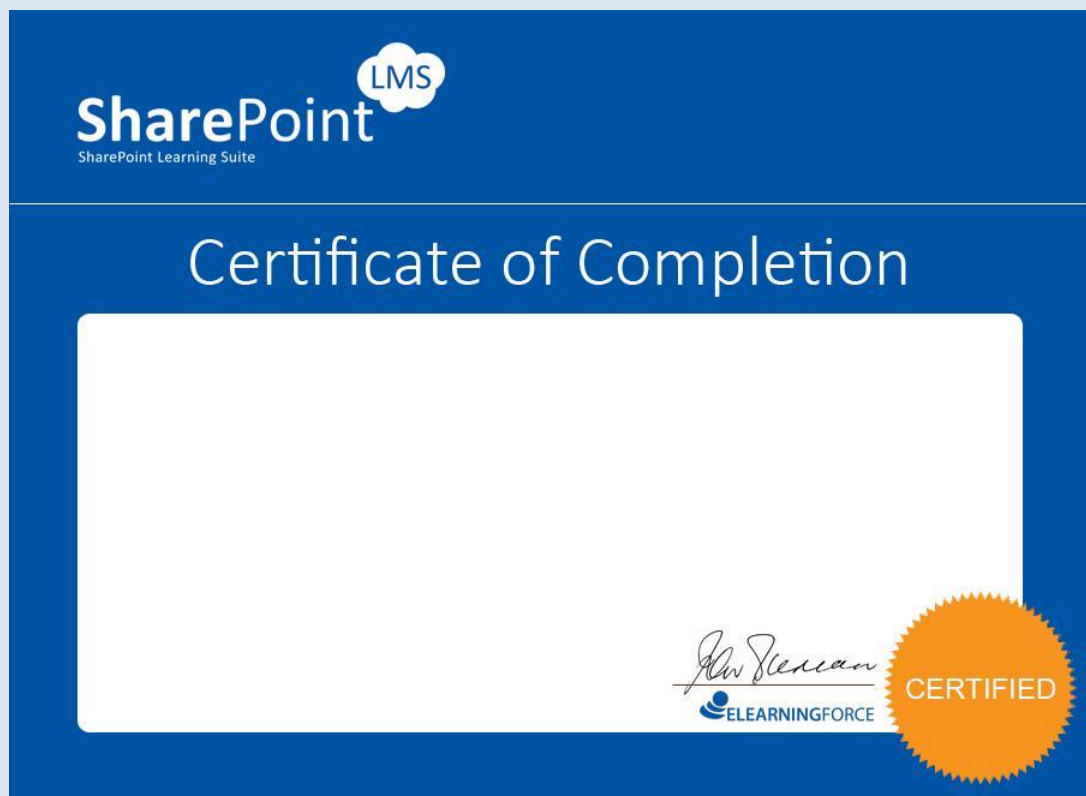 LMS
SharePoint
SharePoint Learning Suite
Certificate of Completion
ELEARNINGFORCE
CERTIFIED